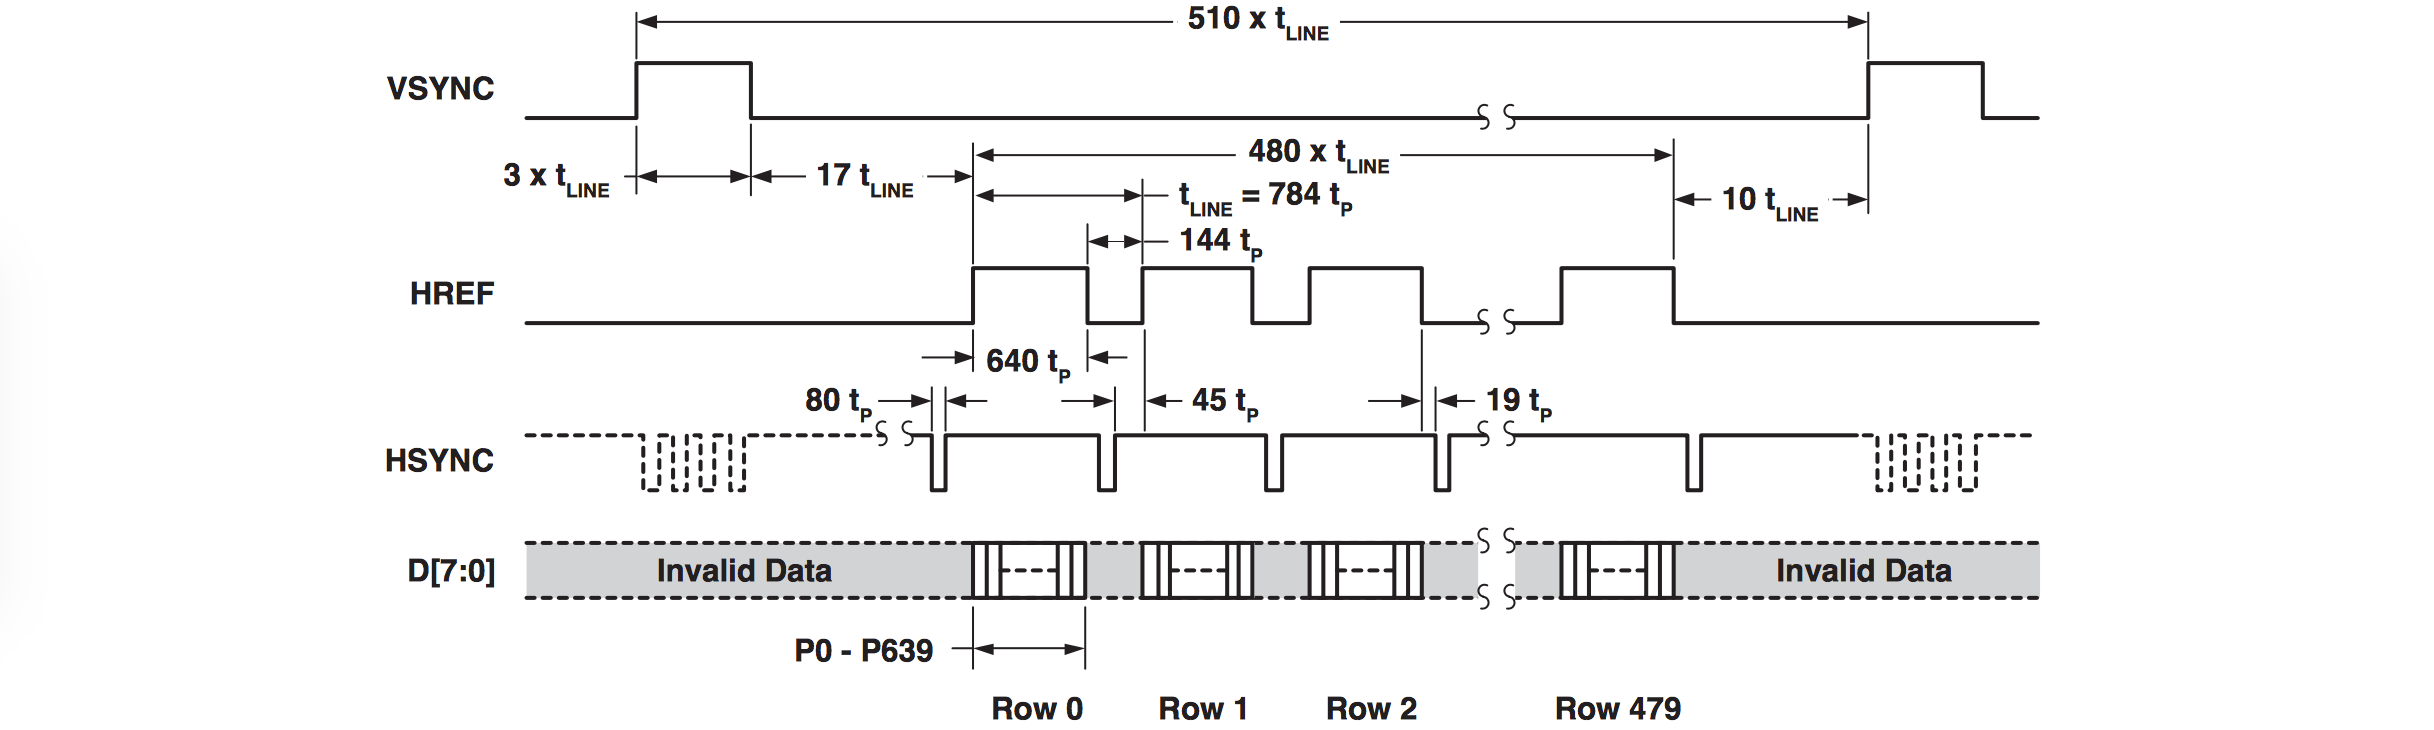 510 x tLINE
VSYNC
480 x tLINE
3 x tLINE
17 tLINE
tLINE = 784 tP
10 tLINE
144 tP
HREF
640 tP
80 tP
45 tP
19 tP
HSYNC
D[7:0]
Invalid Data
Invalid Data
P0 - P639
Row 0
Row 1
Row 2
Row 479